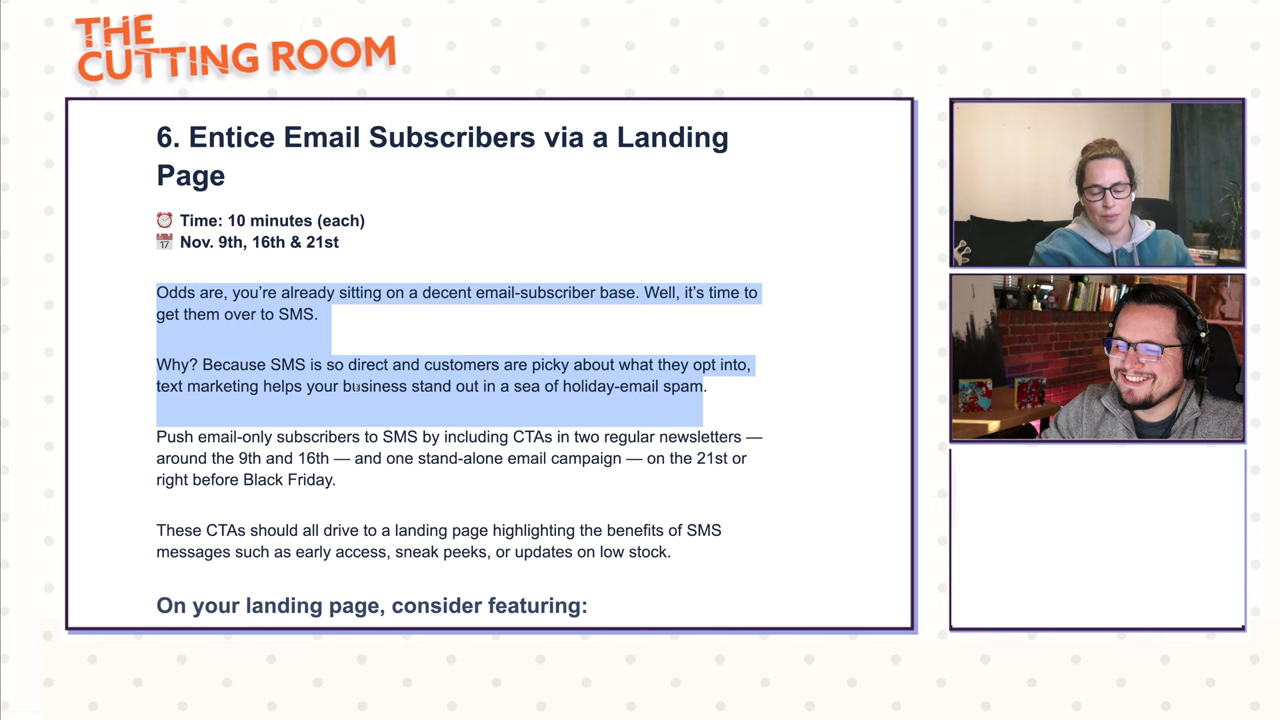 THE
CUTTING ROOM
6. Entice Email Subscribers via a Landing
Page
⏰ Time: 10 minutes (each)
📅 Nov. 9th, 16th & 21st
Odds are, you’re already sitting on a decent email-subscriber base. Well, it’s time to
get them over to SMS.
Why? Because SMS is so direct and customers are picky about what they opt into,
text marketing helps your business stand out in a sea of holiday-email spam.
Push email-only subscribers to SMS by including CTAs in two regular newsletters —
around the 9th and 16th — and one stand-alone email campaign — on the 21st or
right before Black Friday.
These CTAs should all drive to a landing page highlighting the benefits of SMS
messages such as early access, sneak peeks, or updates on low stock.
On your landing page, consider featuring: